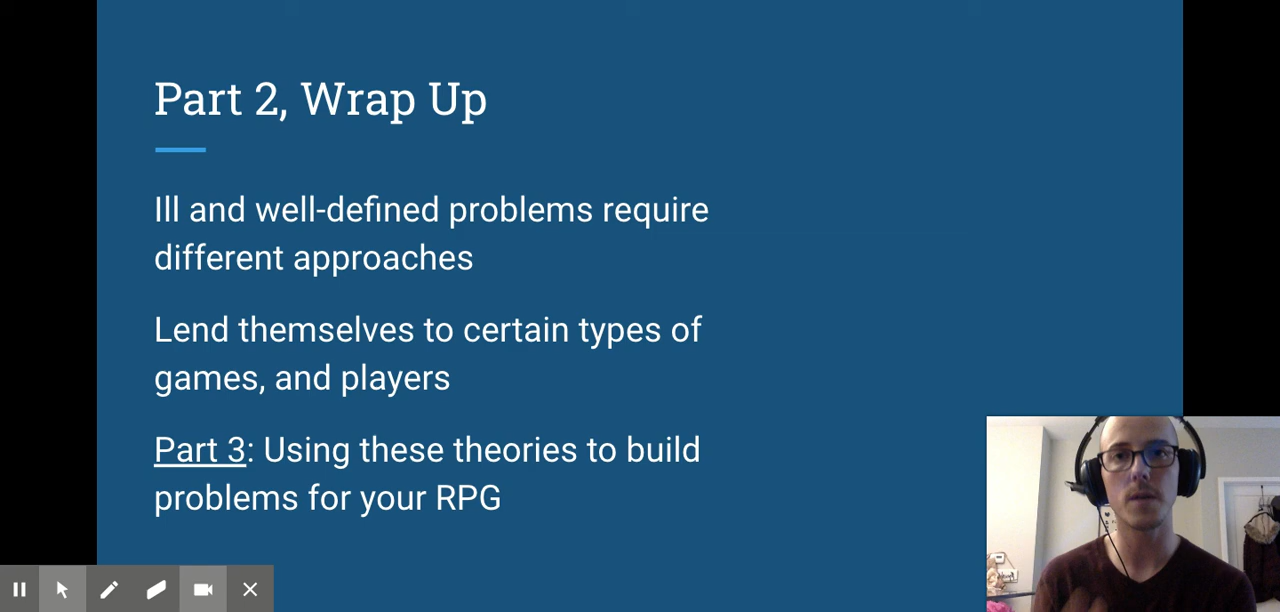 Part 2, Wrap Up
Ill and well-defined problems require
different approaches
Lend themselves to certain types of
games, and players
Part 3: Using these theories to build
problems for your RPG